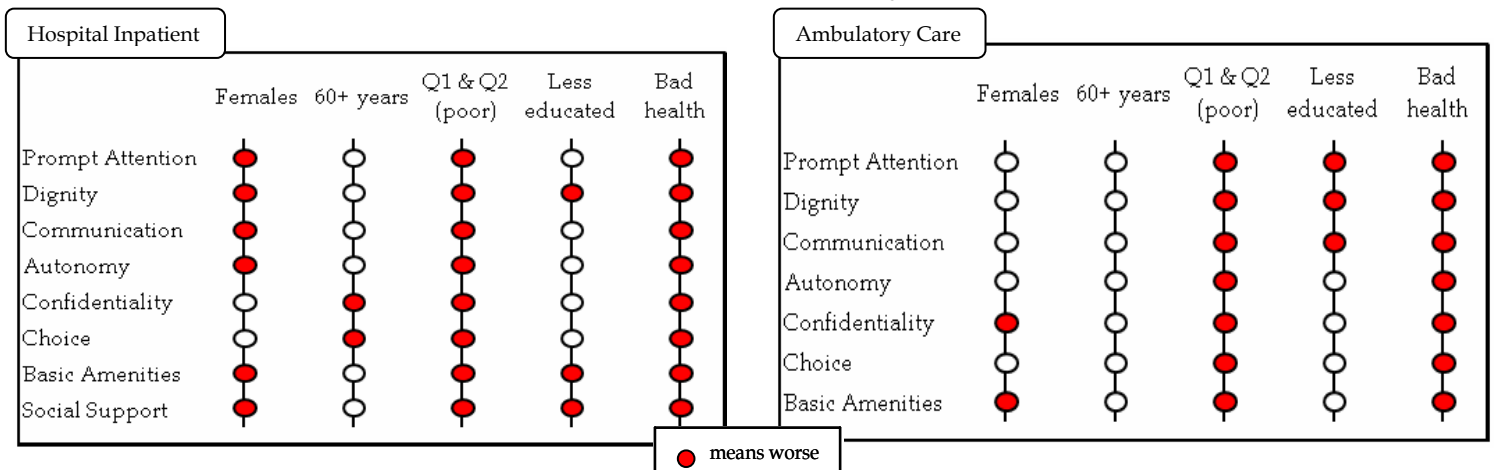 Hospital Inpatient
Females 60+ years Q1 & Q2 (poor) Less educated Bad health
Prompt Attention
Dignity
Communication
Autonomy
Confidentiality
Choice
Basic Amenities
Social Support
Ambulatory Care
Females 60+ years Q1 & Q2 (poor) Less educated Bad health
Prompt Attention
Dignity
Communication
Autonomy
Confidentiality
Choice
Basic Amenities
means worse